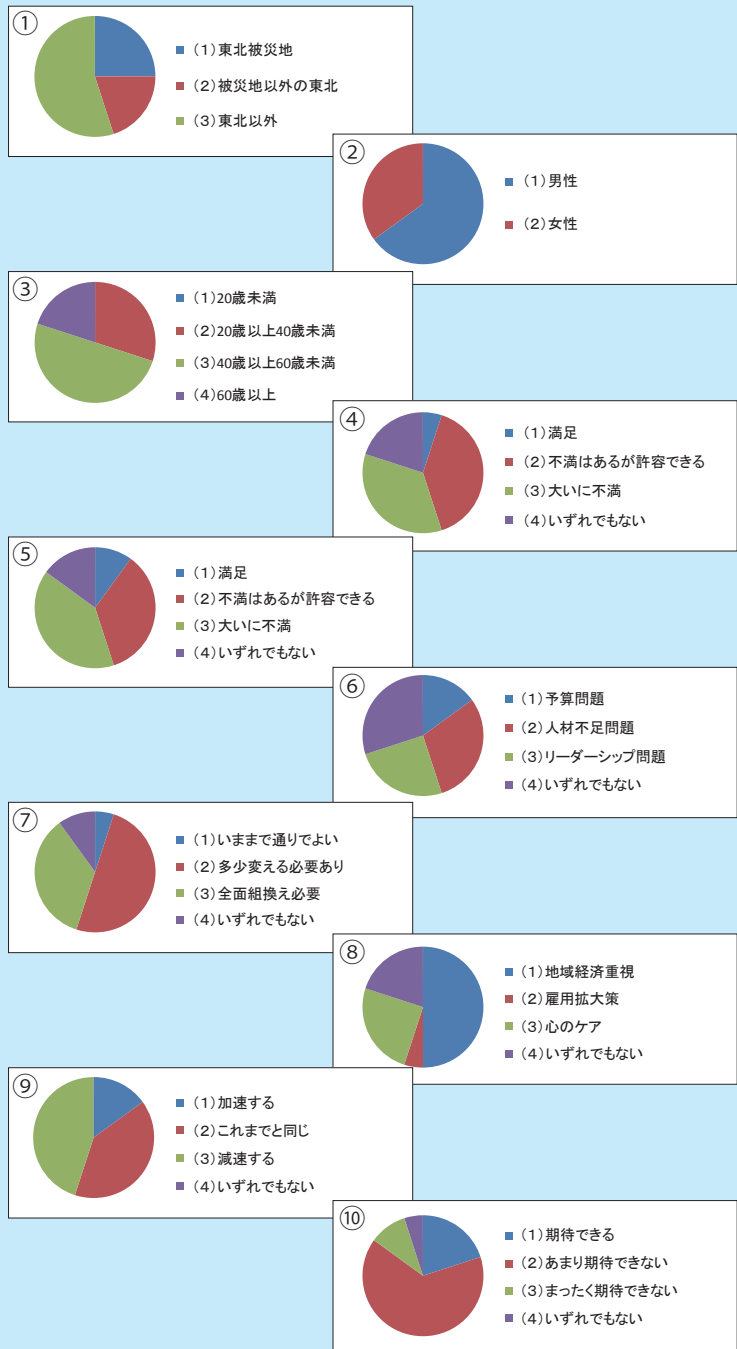 ①
(1)東北被災地
(2)被災地以外の東北
(3)東北以外
②
(1)男性
(2)女性
③
(1)20歳未満
(2)20歳以上40歳未満
(3)40歳以上60歳未満
(4)60歳以上
④
(1)満足
(2)不満はあるが許容できる
(3)大いに不満
(4)いずれでもない
⑤
(1)満足
(2)不満はあるが許容できる
(3)大いに不満
(4)いずれでもない
⑥
(1)予算問題
(2)人材不足問題
(3)リーダーシップ問題
(4)いずれでもない
⑦
(1)いままで通りでよい
(2)多少変える必要あり
(3)全面組換え必要
(4)いずれでもない
⑧
(1)地域経済重視
(2)雇用拡大策
(3)心のケア
(4)いずれでもない
⑨
(1)加速する
(2)これまでと同じ
(3)減速する
(4)いずれでもない
⑩
(1)期待できる
(2)あまり期待できない
(3)まったく期待できない
(4)いずれでもない